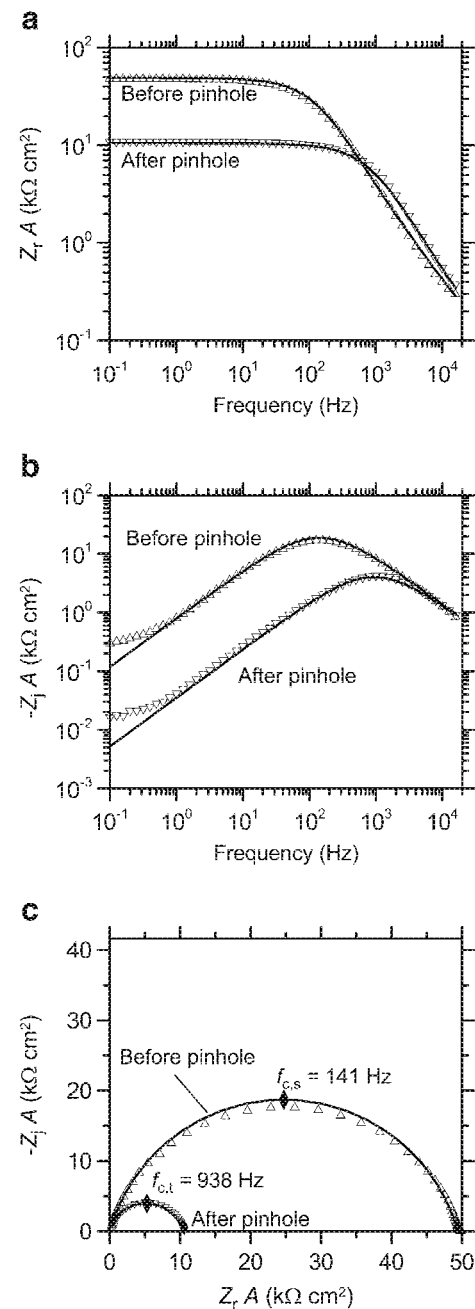 a
10²
10¹
10⁰
10⁻¹
Z_r A (kΩ cm²)
Before pinhole
After pinhole
10⁻¹ 10⁰ 10¹ 10² 10³ 10⁴
Frequency (Hz)
b
10²
10¹
10⁰
10⁻¹
10⁻²
10⁻³
-Z_j A (kΩ cm²)
Before pinhole
After pinhole
10⁻¹ 10⁰ 10¹ 10² 10³ 10⁴
Frequency (Hz)
c
40
30
20
10
0
-Z_j A (kΩ cm²)
Before pinhole
f_c,s = 141 Hz
f_c,t = 938 Hz
After pinhole
0 10 20 30 40 50
Z_r A (kΩ cm²)